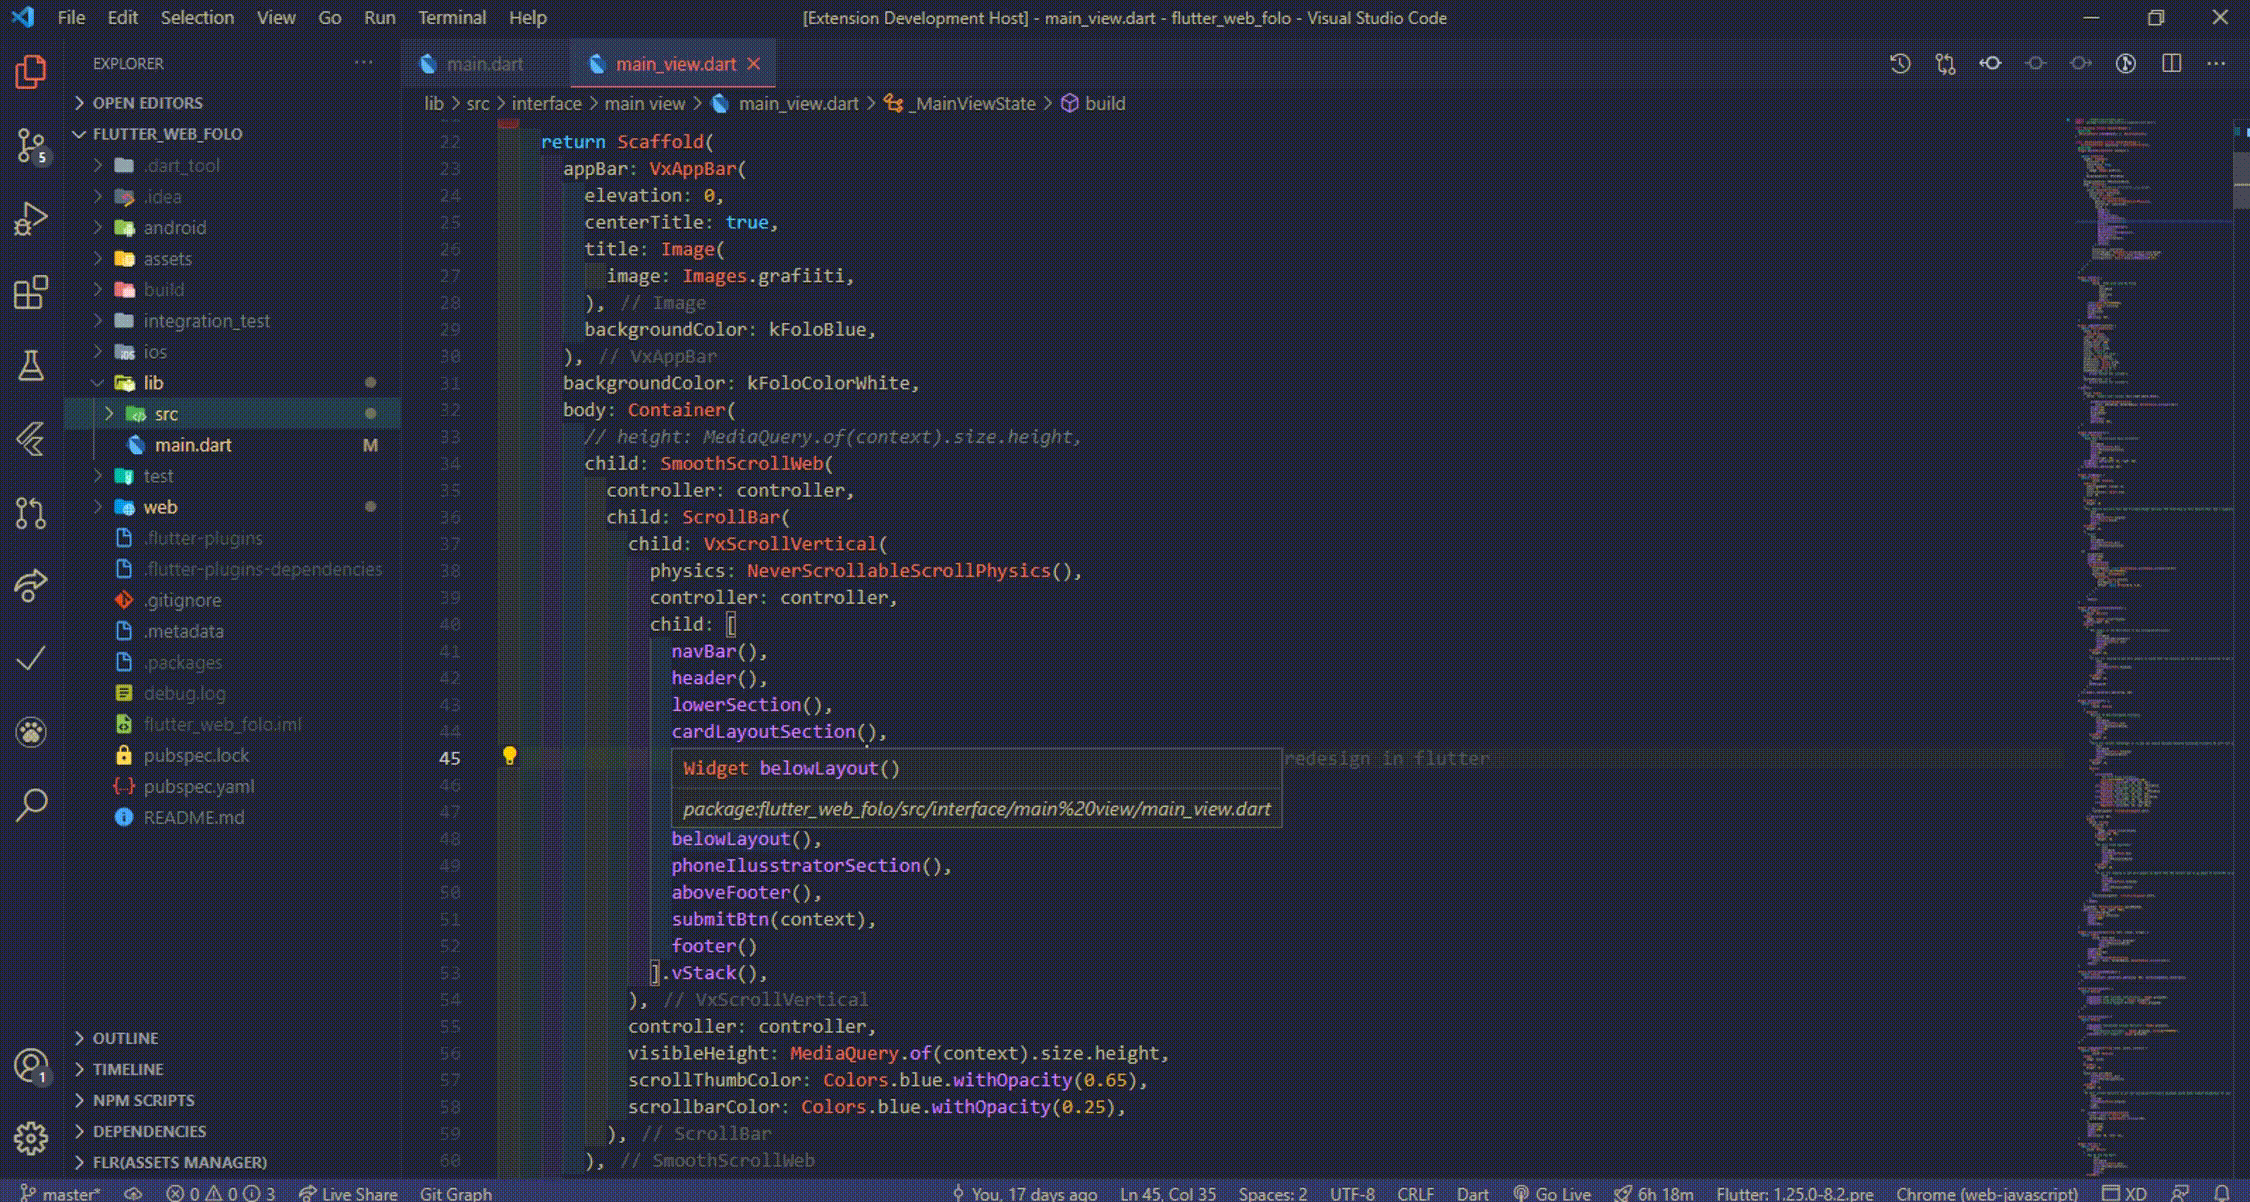 File Edit Selection View Go Run Terminal Help [Extension Development Host] - main_view.dart - flutter_web_folo - Visual Studio Code
EXPLORER
main.dart
main_view.dart
lib > src > interface > main view > main_view.dart > _MainViewState > build
OPEN EDITORS
FLUTTER_WEB_FOLO
.dart_tool
.idea
android
assets
build
integration_test
ios
lib
src
main.dart M
test
web
.flutter-plugins
.flutter-plugins-dependencies
.gitignore
.metadata
.packages
debug.log
flutter_web_folo.iml
pubspec.lock
pubspec.yaml
README.md
OUTLINE
TIMELINE
NPM SCRIPTS
DEPENDENCIES
FLR(ASSETS MANAGER)
5
1
22 return Scaffold(
23 appBar: VxAppBar(
24 elevation: 0,
25 centerTitle: true,
26 title: Image(
27 image: Images.grafiiti,
28 ), // Image
29 backgroundColor: kFoloBlue,
30 ), // VxAppBar
31 backgroundColor: kFoloColorWhite,
32 body: Container(
33 // height: MediaQuery.of(context).size.height,
34 child: SmoothScrollWeb(
35 controller: controller,
36 child: ScrollBar(
37 child: VxScrollVertical(
38 physics: NeverScrollableScrollPhysics(),
39 controller: controller,
40 child: [
41 navBar(),
42 header(),
43 lowerSection(),
44 cardLayoutSection(),
45 redesign in flutter
Widget belowLayout()
46
package:flutter_web_folo/src/interface/main%20view/main_view.dart
47
48 belowLayout(),
49 phoneIlusstratorSection(),
50 aboveFooter(),
51 submitBtn(context),
52 footer()
53 ].vStack(),
54 ), // VxScrollVertical
55 controller: controller,
56 visibleHeight: MediaQuery.of(context).size.height,
57 scrollThumbColor: Colors.blue.withOpacity(0.65),
58 scrollbarColor: Colors.blue.withOpacity(0.25),
59 ), // ScrollBar
60 ), // SmoothScrollWeb
master* 0 0 3 Live Share Git Graph You, 17 days ago Ln 45, Col 35 Spaces: 2 UTF-8 CRLF Dart Go Live 6h 18m Flutter: 1.25.0-8.2.pre Chrome (web-javascript) XD